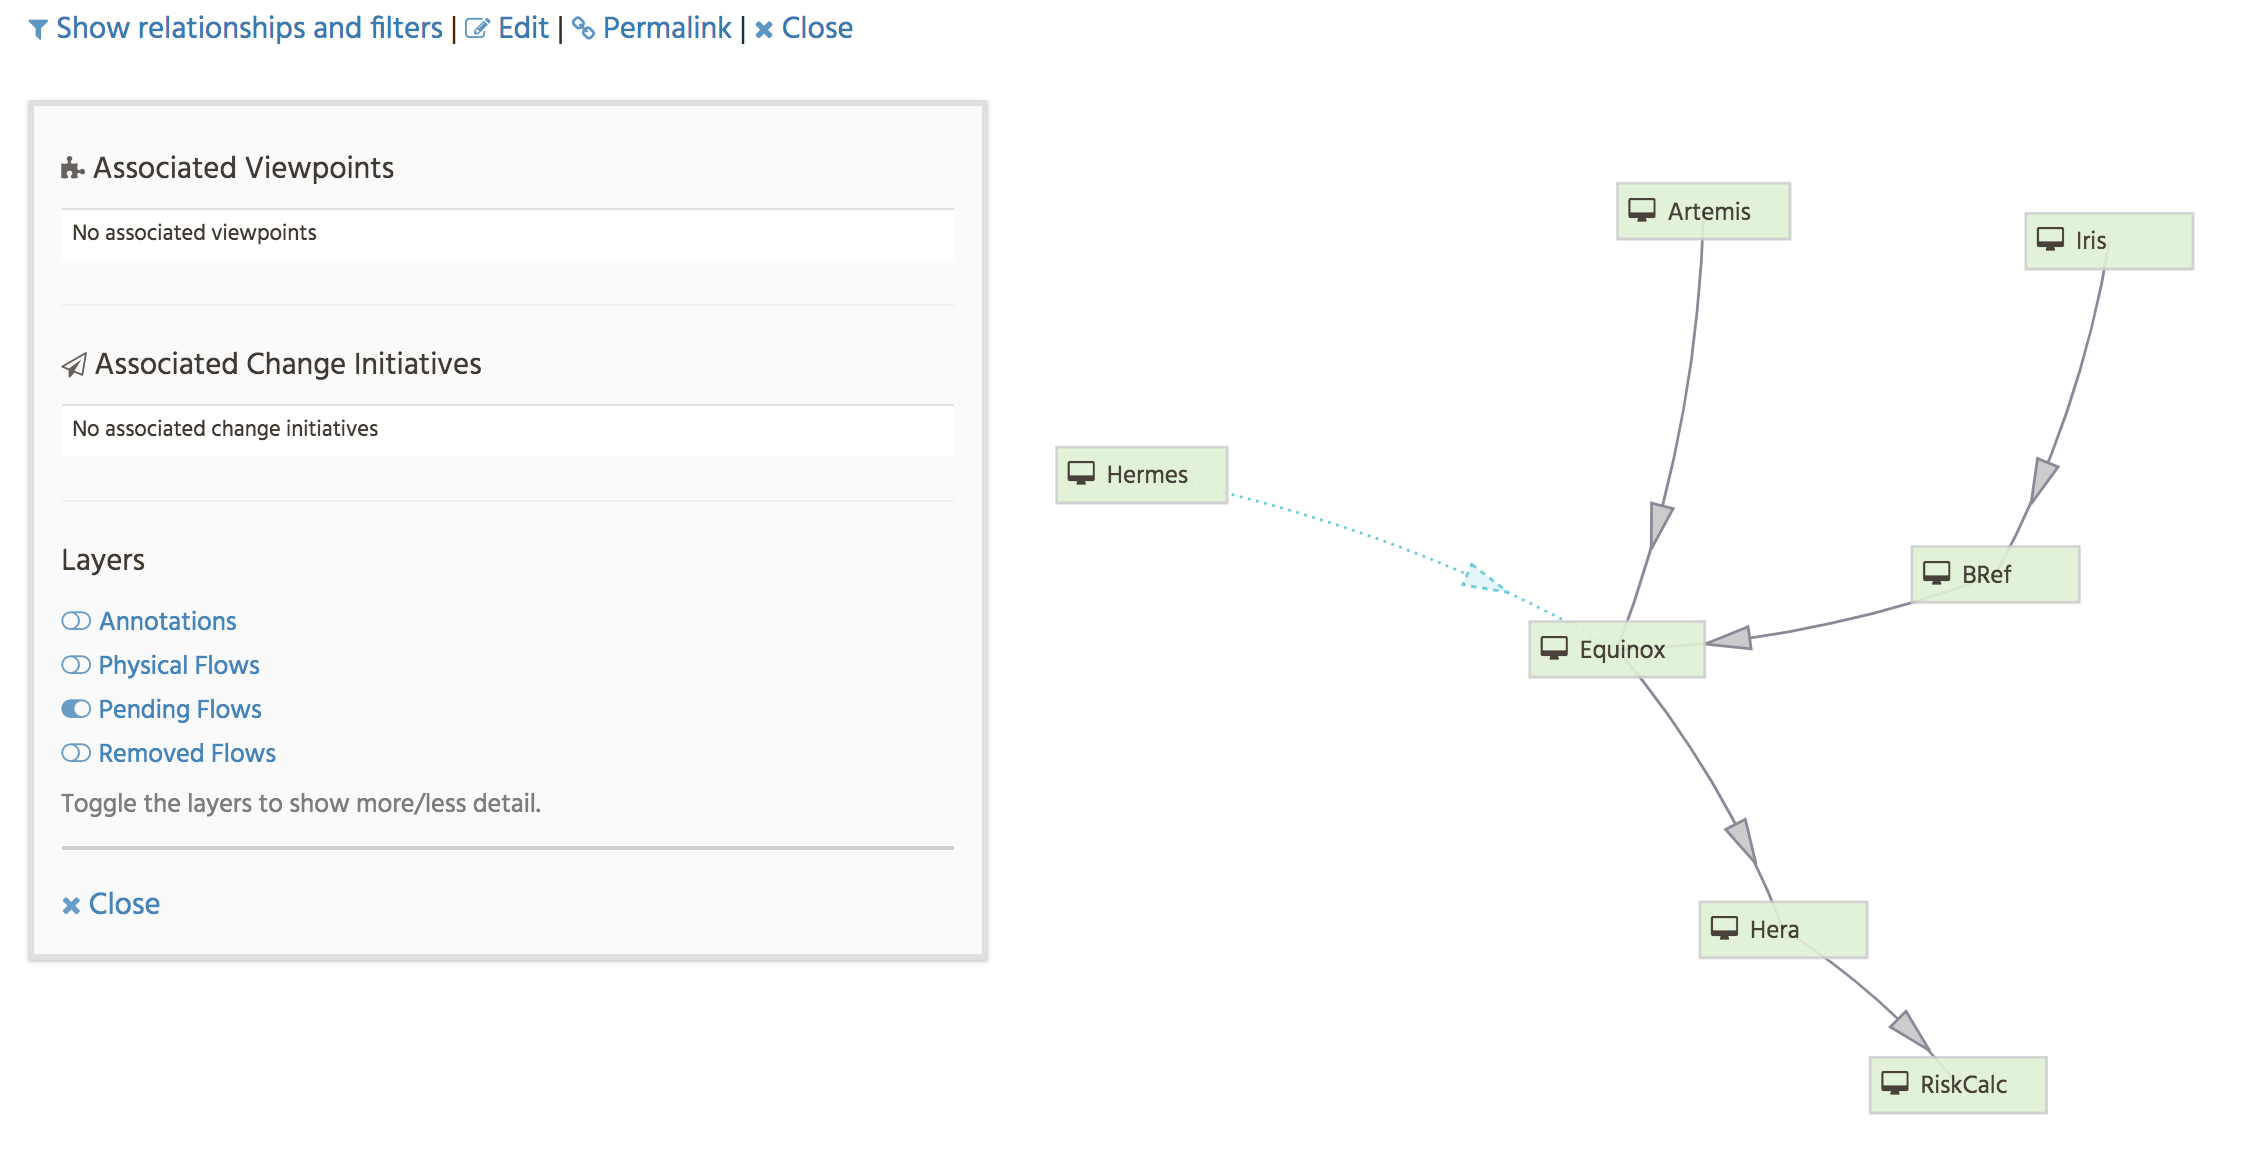 Show relationships and filters | Edit | Permalink | Close
Associated Viewpoints
No associated viewpoints
Associated Change Initiatives
No associated change initiatives
Layers
Annotations
Physical Flows
Pending Flows
Removed Flows
Toggle the layers to show more/less detail.
Close
Artemis
Iris
Hermes
BRef
Equinox
Hera
RiskCalc